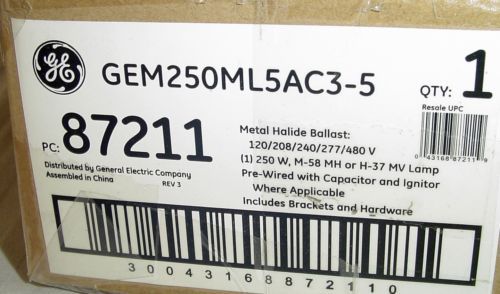 GE
GEM250ML5AC3-5
QTY: 1
Resale UPC
0 43168 87211 9
PC: 87211
Metal Halide Ballast:
120/208/240/277/480 V
(1) 250 W, M-58 MH or H-37 MV Lamp
Pre-Wired with Capacitor and Ignitor
Where Applicable
Includes Brackets and Hardware
Distributed by General Electric Company
Assembled in China REV 3
30043168872110